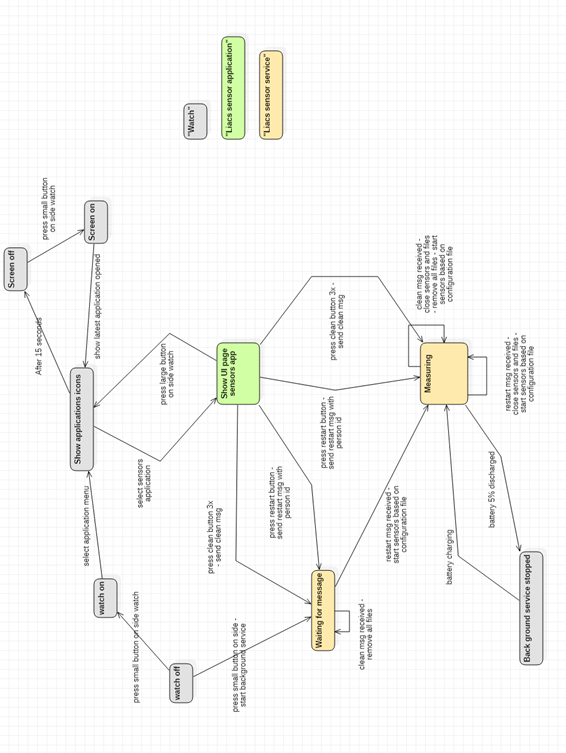 "Watch"
"Liacs sensor application"
"Liacs sensor service"
Screen off
press small button
on side watch
Screen on
After 15 seconds
show latest application opened
Show applications icons
press large button
on side watch
select sensors
application
select application menu
watch on
press small button on side watch
watch off
press small button on side -
start background service
Show UI page
sensors app
press clean button 3x -
send clean msg
press restart button -
send restart msg with
person id
press restart button -
send restart msg with
person id
press clean button 3x
- send clean msg
Waiting for message
clean msg received -
remove all files
restart msg received -
start sensors based on
configuration file
Measuring
clean msg received -
close sensors and files
- remove all files - start
sensors based on
configuration file
restart msg received -
close sensors and files -
start sensors based on
configuration file
battery 5% discharged
battery charging
Back ground service stopped